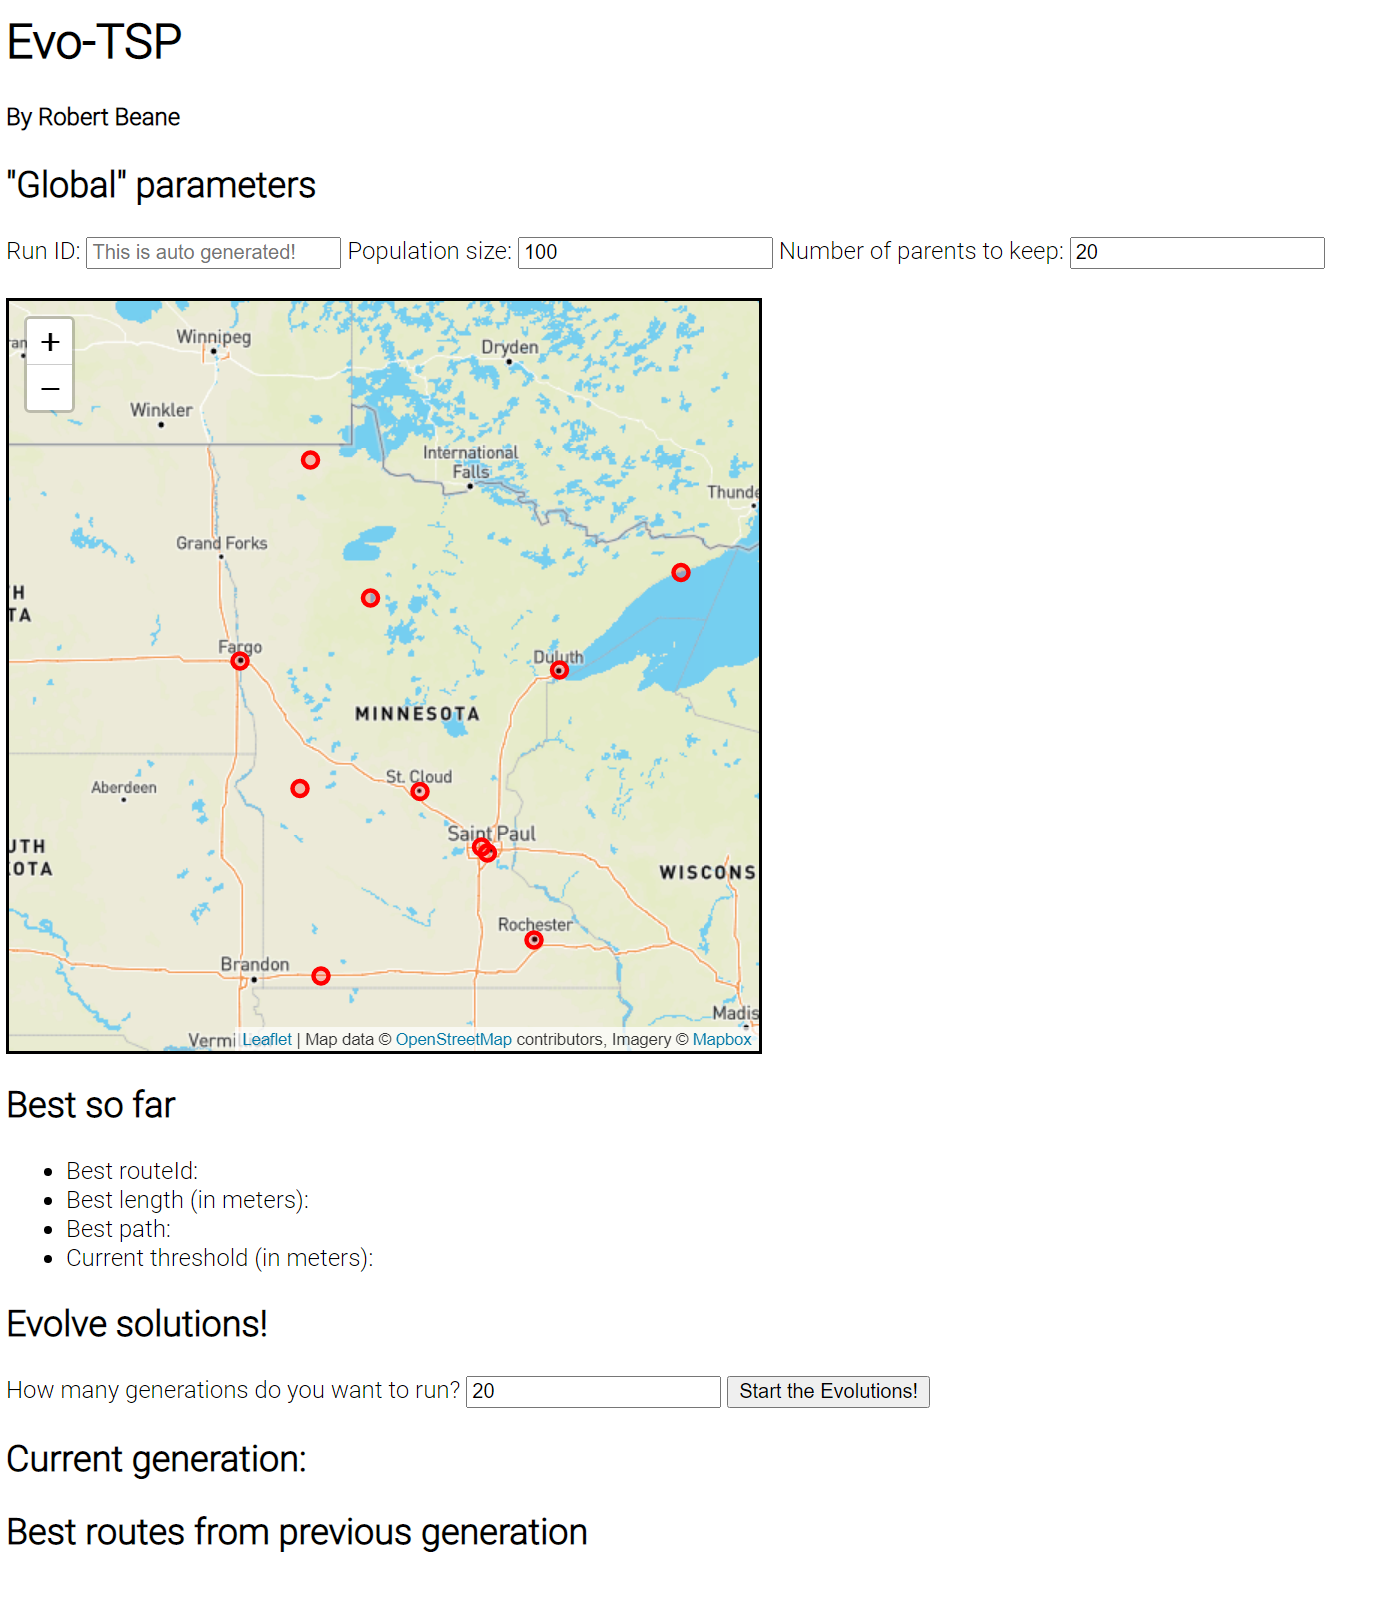 Evo-TSP
By Robert Beane
"Global" parameters
Run ID: This is auto generated! Population size: 100 Number of parents to keep: 20
+
−
Winnipeg
Dryden
Winkler
International
Falls
Thunde
Grand Forks
H
TA
Fargo
Duluth
MINNESOTA
Aberdeen
St. Cloud
Saint Paul
UTH
OTA
WISCONS
Rochester
Brandon
Madis
Vermi
Leaflet | Map data © OpenStreetMap contributors, Imagery © Mapbox
Best so far
• Best routeId:
• Best length (in meters):
• Best path:
• Current threshold (in meters):
Evolve solutions!
How many generations do you want to run? 20 Start the Evolutions!
Current generation:
Best routes from previous generation